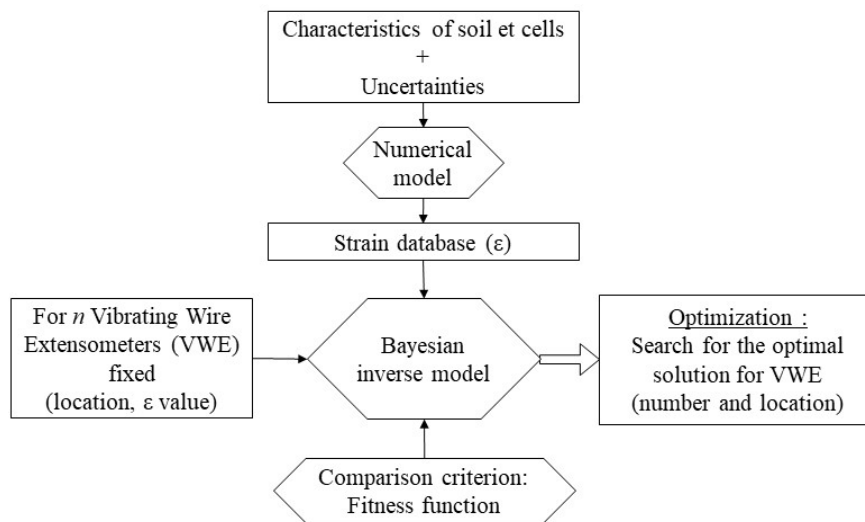 Characteristics of soil et cells
+
Uncertainties
Numerical
model
Strain database (ε)
For n Vibrating Wire
Extensometers (VWE)
fixed
(location, ε value)
Bayesian
inverse model
Optimization :
Search for the optimal
solution for VWE
(number and location)
Comparison criterion:
Fitness function